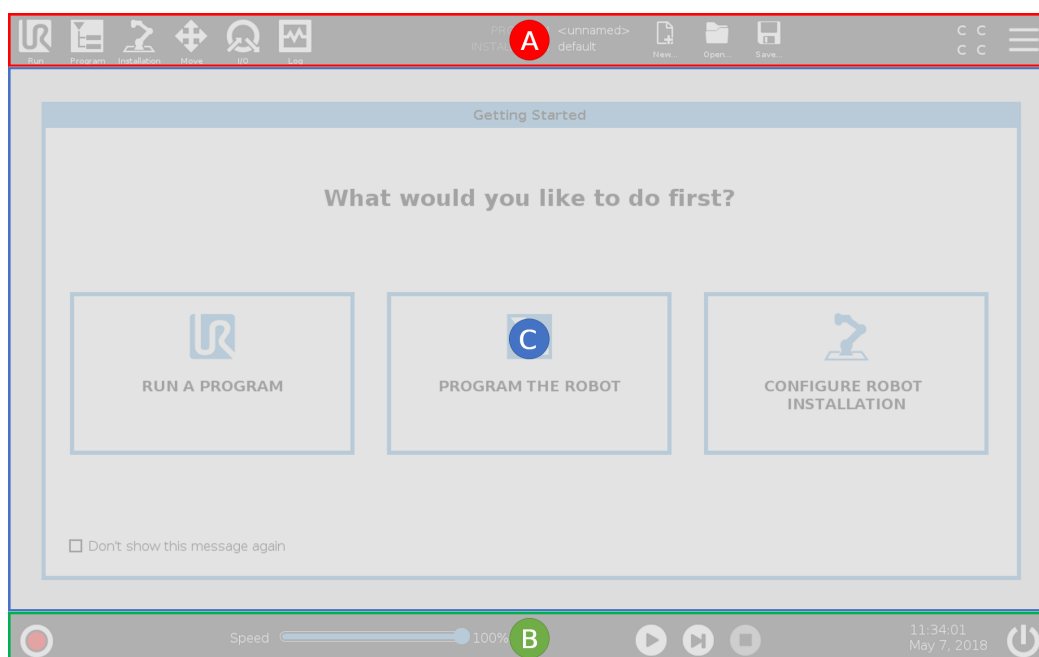 <unnamed>
default
C C
C C
Run
Program
Installation
Move
I/O
Log
A
New...
Open...
Save...
Getting Started
What would you like to do first?
C
RUN A PROGRAM
PROGRAM THE ROBOT
CONFIGURE ROBOT
INSTALLATION
Don't show this message again
Speed
100%
B
11:34:01
May 7, 2018